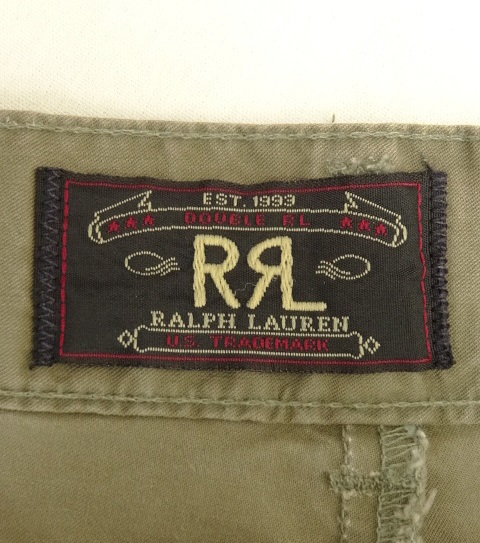 EST. 1993
DOUBLE RL
RRL
RALPH LAUREN
U.S. TRADEMARK